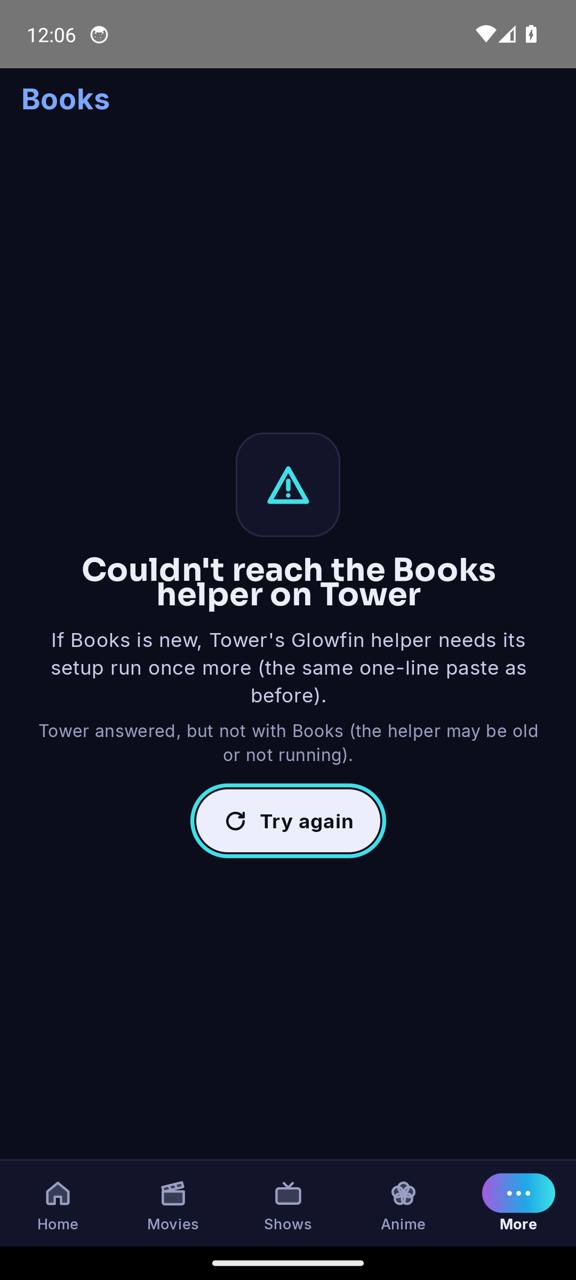 12:06
Books
Couldn't reach the Books
helper on Tower
If Books is new, Tower's Glowfin helper needs its
setup run once more (the same one-line paste as
before).
Tower answered, but not with Books (the helper may be old
or not running).
Try again
Home
Movies
Shows
Anime
More